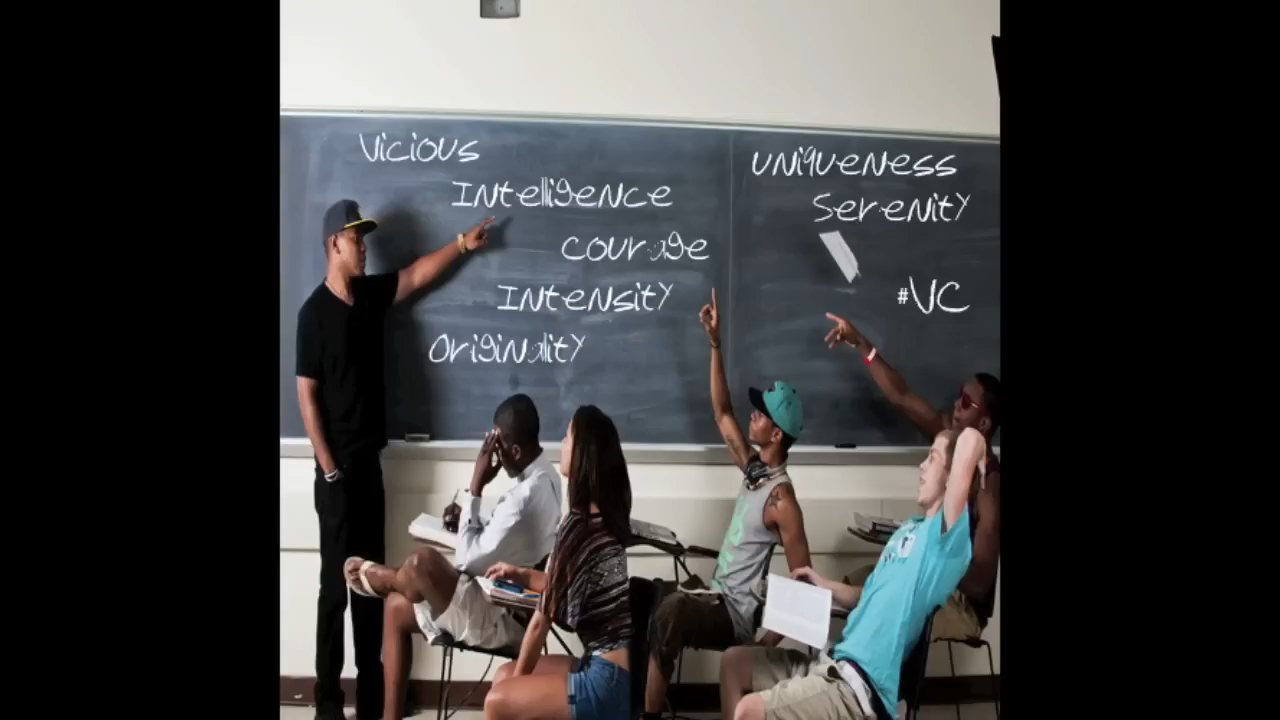 Vicious
Intelligence
Courage
Intensity
Originality
Uniqueness
Serenity
#VC